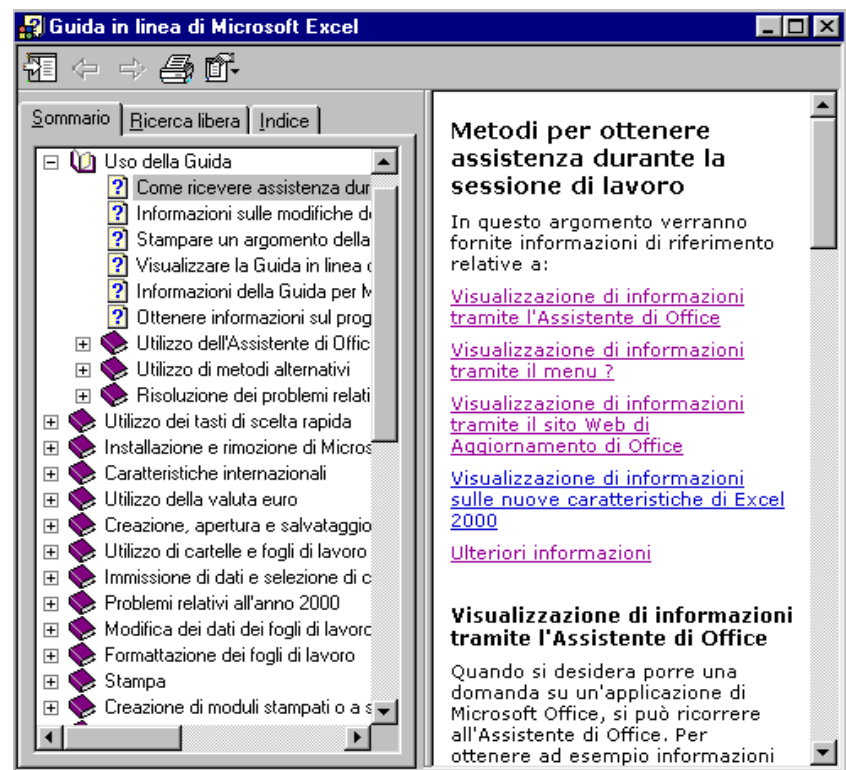 Guida in linea di Microsoft Excel
Sommario
Ricerca libera
Indice
Uso della Guida
Come ricevere assistenza dur
Informazioni sulle modifiche d
Stampare un argomento della
Visualizzare la Guida in linea
Informazioni della Guida per M
Ottenere informazioni sul prog
Utilizzo dell'Assistente di Offic
Utilizzo di metodi alternativi
Risoluzione dei problemi relati
Utilizzo dei tasti di scelta rapida
Installazione e rimozione di Micros
Caratteristiche internazionali
Utilizzo della valuta euro
Creazione, apertura e salvataggio
Utilizzo di cartelle e fogli di lavoro
Immissione di dati e selezione di c
Problemi relativi all'anno 2000
Modifica dei dati dei fogli di lavoro
Formattazione dei fogli di lavoro
Stampa
Creazione di moduli stampati o a s
Metodi per ottenere
assistenza durante la
sessione di lavoro
In questo argomento verranno
fornite informazioni di riferimento
relative a:
Visualizzazione di informazioni
tramite l'Assistente di Office
Visualizzazione di informazioni
tramite il menu ?
Visualizzazione di informazioni
tramite il sito Web di
Aggiornamento di Office
Visualizzazione di informazioni
sulle nuove caratteristiche di Excel
2000
Ulteriori informazioni
Visualizzazione di informazioni
tramite l'Assistente di Office
Quando si desidera porre una
domanda su un'applicazione di
Microsoft Office, si può ricorrere
all'Assistente di Office. Per
ottenere ad esempio informazioni